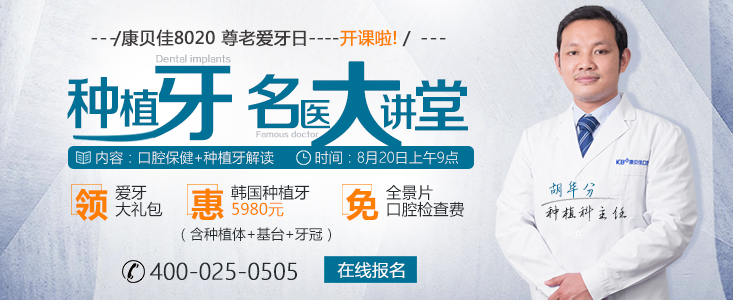 ---/康贝佳8020 尊老爱牙日----开课啦! / ---
Dental implants
种植牙 名医大讲堂
Famous doctor
内容：口腔保健+种植牙解读 时间：8月20日上午9点
领 爱牙大礼包
惠 韩国种植牙 5980元
免 全景片口腔检查费
(含种植体+基台+牙冠)
400-025-0505 在线报名
胡年分
种植科主任